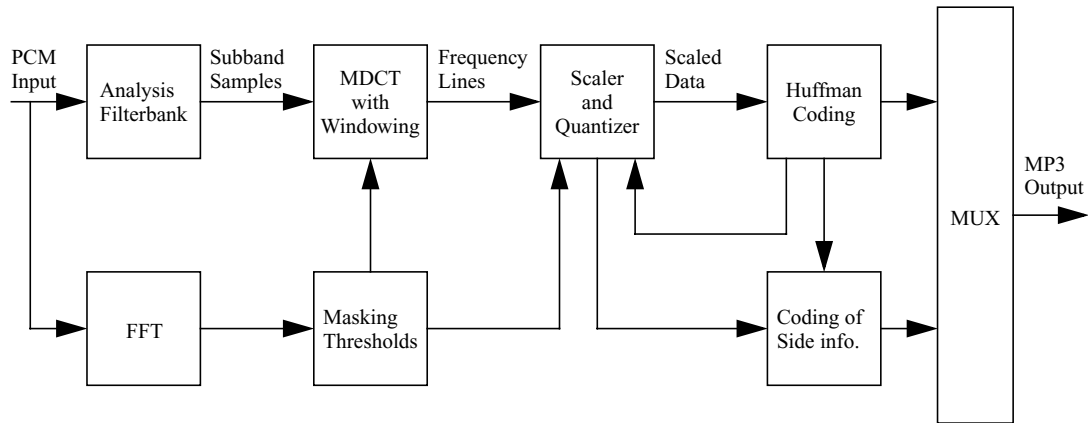 PCM
Input
Analysis
Filterbank
Subband
Samples
MDCT
with
Windowing
Frequency
Lines
Scaler
and
Quantizer
Scaled
Data
Huffman
Coding
MUX
MP3
Output
FFT
Masking
Thresholds
Coding of
Side info.